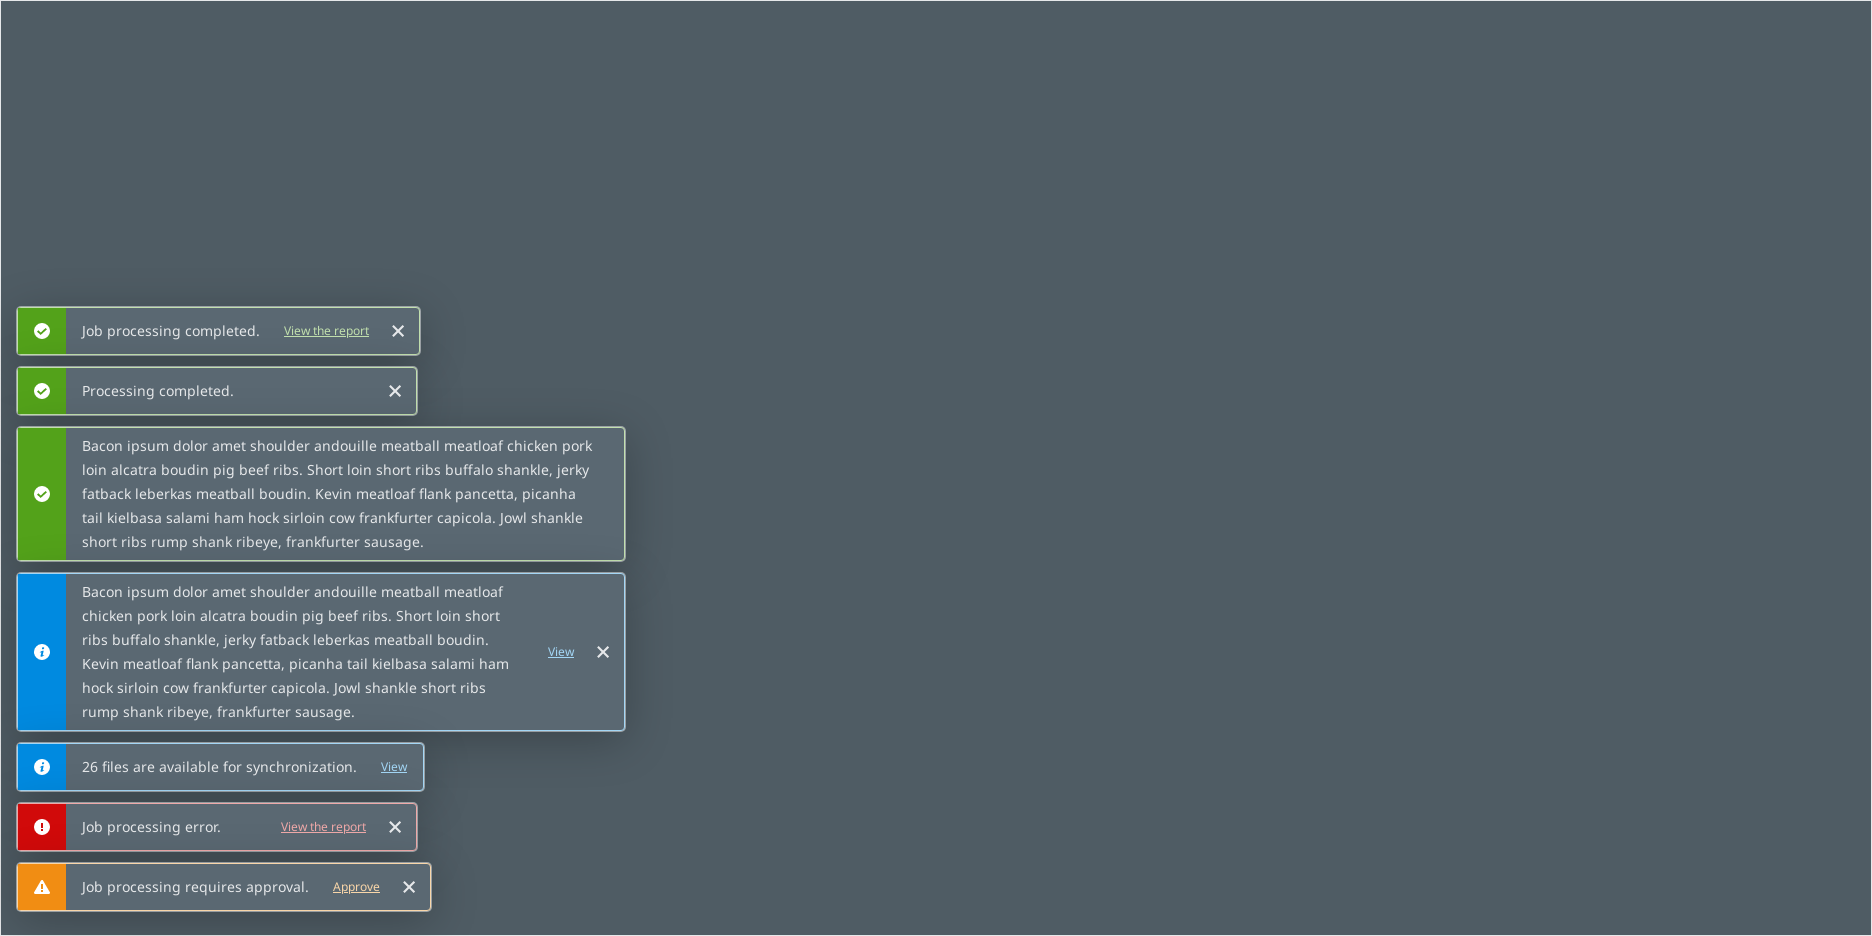 Job processing completed. View the report
Processing completed.
Bacon ipsum dolor amet shoulder andouille meatball meatloaf chicken pork
loin alcatra boudin pig beef ribs. Short loin short ribs buffalo shankle, jerky
fatback leberkas meatball boudin. Kevin meatloaf flank pancetta, picanha
tail kielbasa salami ham hock sirloin cow frankfurter capicola. Jowl shankle
short ribs rump shank ribeye, frankfurter sausage.
Bacon ipsum dolor amet shoulder andouille meatball meatloaf
chicken pork loin alcatra boudin pig beef ribs. Short loin short
ribs buffalo shankle, jerky fatback leberkas meatball boudin.
Kevin meatloaf flank pancetta, picanha tail kielbasa salami ham
hock sirloin cow frankfurter capicola. Jowl shankle short ribs
rump shank ribeye, frankfurter sausage.
View
26 files are available for synchronization. View
Job processing error. View the report
Job processing requires approval. Approve